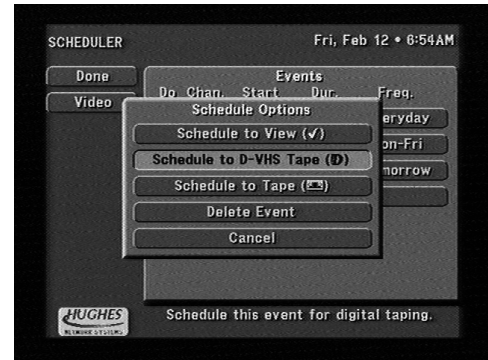 SCHEDULER
Fri, Feb 12 • 6:54AM
Done
Video
Events
Do Chan. Start Dur. Freq.
eryday
on-Fri
morrow
Schedule Options
Schedule to View (✓)
Schedule to D-VHS Tape (D)
Schedule to Tape (📼)
Delete Event
Cancel
HUGHES
NETWORK SYSTEMS
Schedule this event for digital taping.